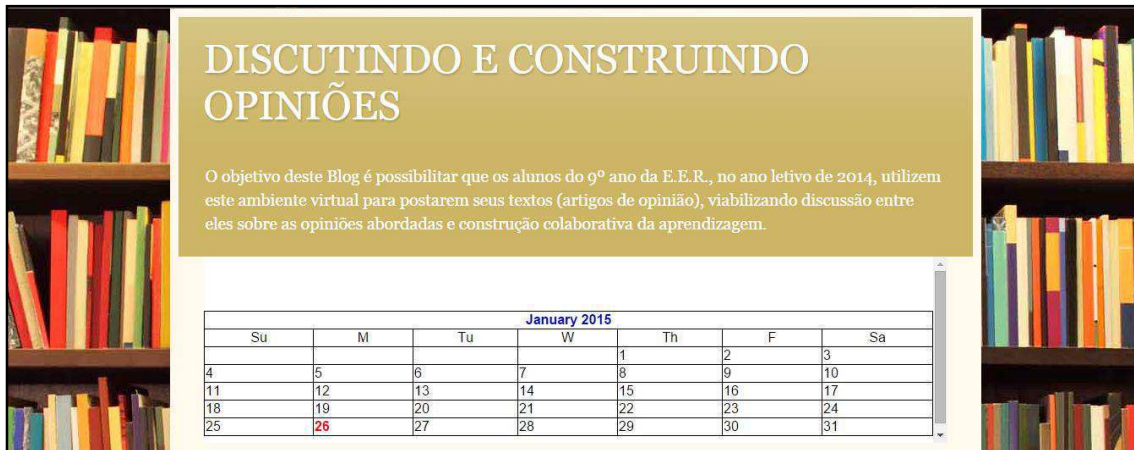 DISCUTINDO E CONSTRUINDO
OPINIÕES
O objetivo deste Blog é possibilitar que os alunos do 9º ano da E.E.R., no ano letivo de 2014, utilizem
este ambiente virtual para postarem seus textos (artigos de opinião), viabilizando discussão entre
eles sobre as opiniões abordadas e construção colaborativa da aprendizagem.
January 2015
Su M Tu W Th F Sa
1 2 3
4 5 6 7 8 9 10
11 12 13 14 15 16 17
18 19 20 21 22 23 24
25 26 27 28 29 30 31